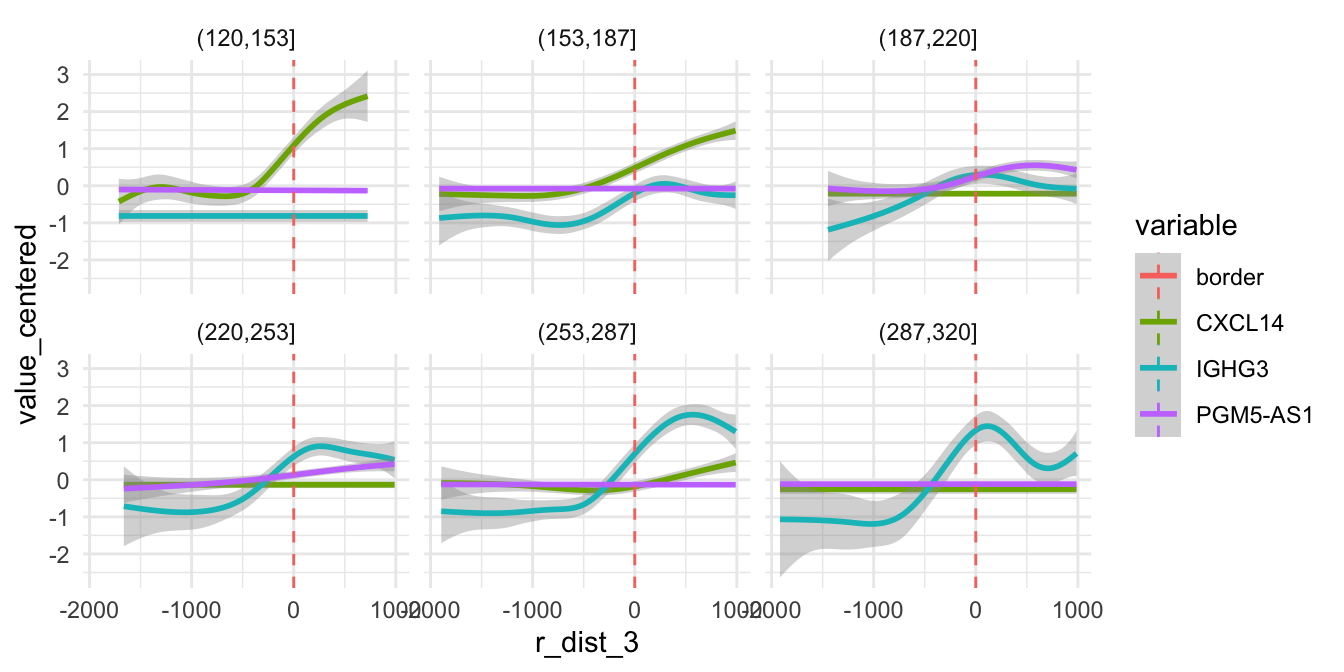 (120,153] (153,187] (187,220]
3
2
1
0
-1
-2
(220,253] (253,287] (287,320]
3
2
1
0
-1
-2
-2000 -1000 0 1000 -2000 -1000 0 1000 -2000 -1000 0 1000
r_dist_3
value_centered
variable
border
CXCL14
IGHG3
PGM5-AS1